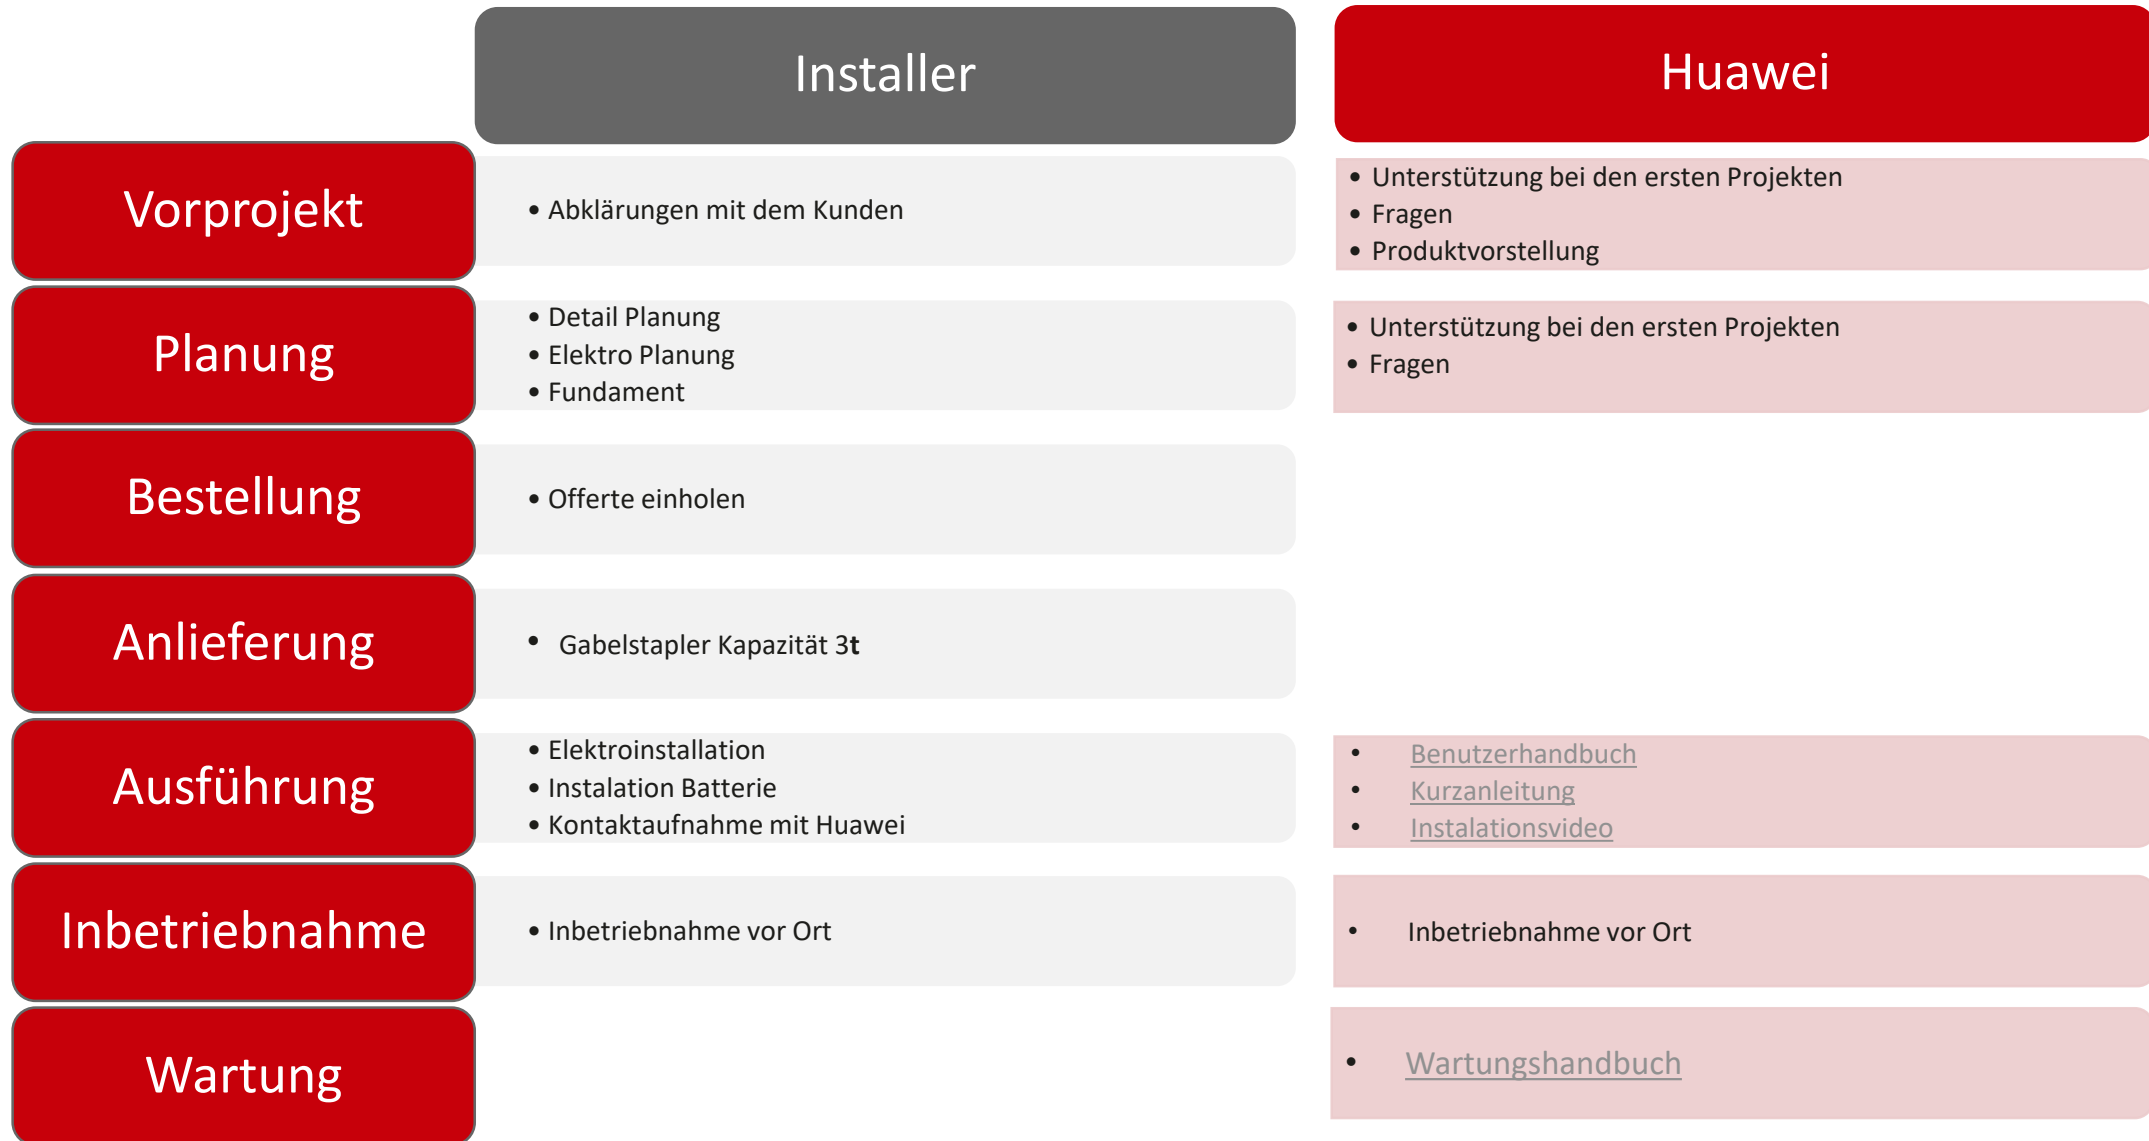 Installer
Huawei
Vorprojekt
• Abklärungen mit dem Kunden
• Unterstützung bei den ersten Projekten
• Fragen
• Produktvorstellung
Planung
• Detail Planung
• Elektro Planung
• Fundament
• Unterstützung bei den ersten Projekten
• Fragen
Bestellung
• Offerte einholen
Anlieferung
• Gabelstapler Kapazität 3t
Ausführung
• Elektroinstallation
• Instalation Batterie
• Kontaktaufnahme mit Huawei
• Benutzerhandbuch
• Kurzanleitung
• Instalationsvideo
Inbetriebnahme
• Inbetriebnahme vor Ort
• Inbetriebnahme vor Ort
Wartung
• Wartungshandbuch